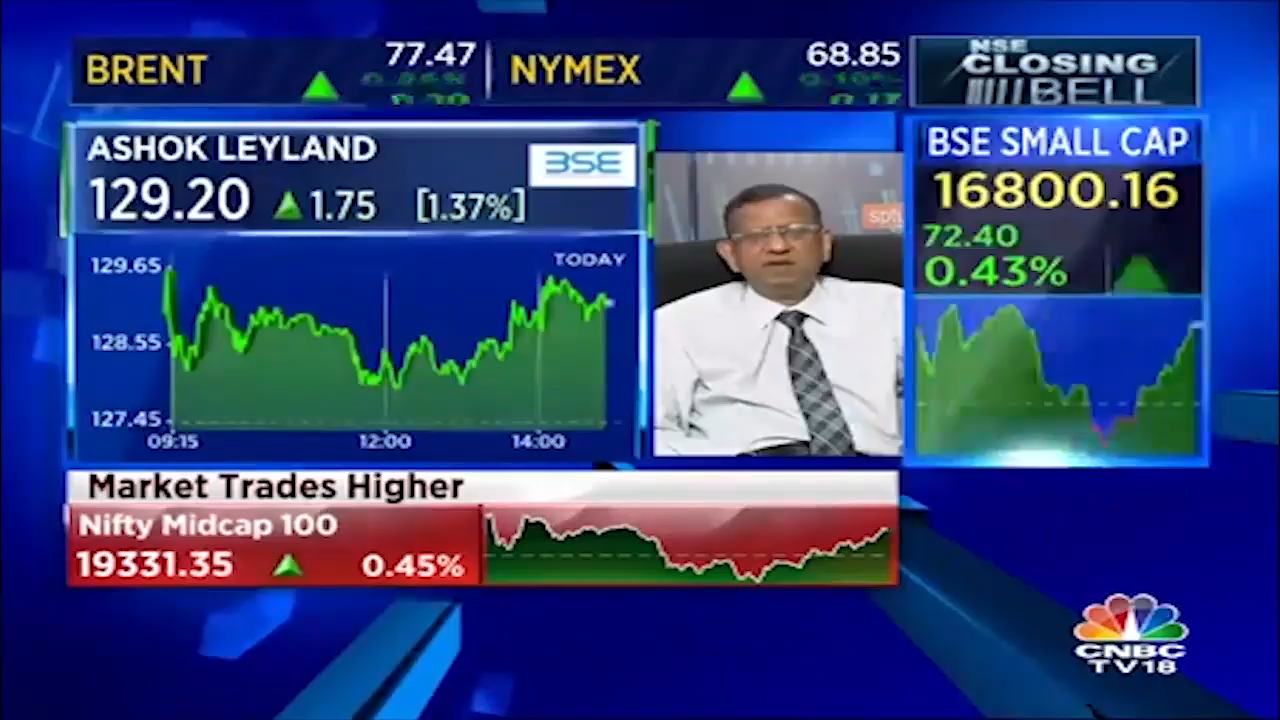 BRENT
77.47
NYMEX
68.85
NSE
CLOSING
BELL
ASHOK LEYLAND
129.20
1.75
[1.37%]
BSE
129.65
TODAY
128.55
127.45
09:15
12:00
14:00
BSE SMALL CAP
16800.16
72.40
0.43%
Market Trades Higher
Nifty Midcap 100
19331.35
0.45%
CNBC
TV18